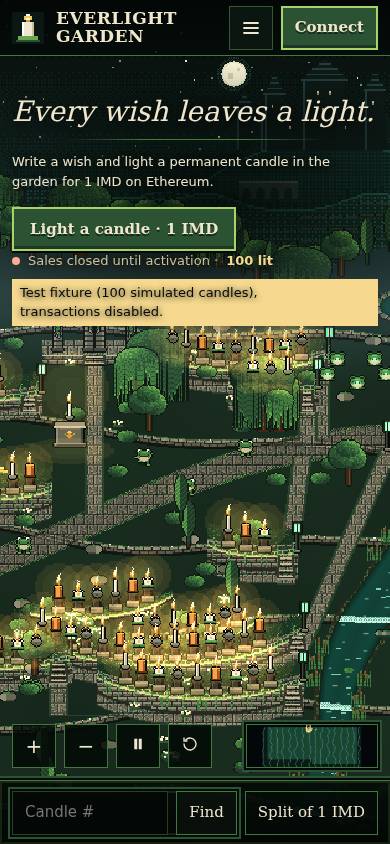 EVERLIGHT
GARDEN
Connect
Every wish leaves a light.
Write a wish and light a permanent candle in the
garden for 1 IMD on Ethereum.
Light a candle · 1 IMD
Sales closed until activation · 100 lit
Test fixture (100 simulated candles),
transactions disabled.
+ −
Candle # Find Split of 1 IMD